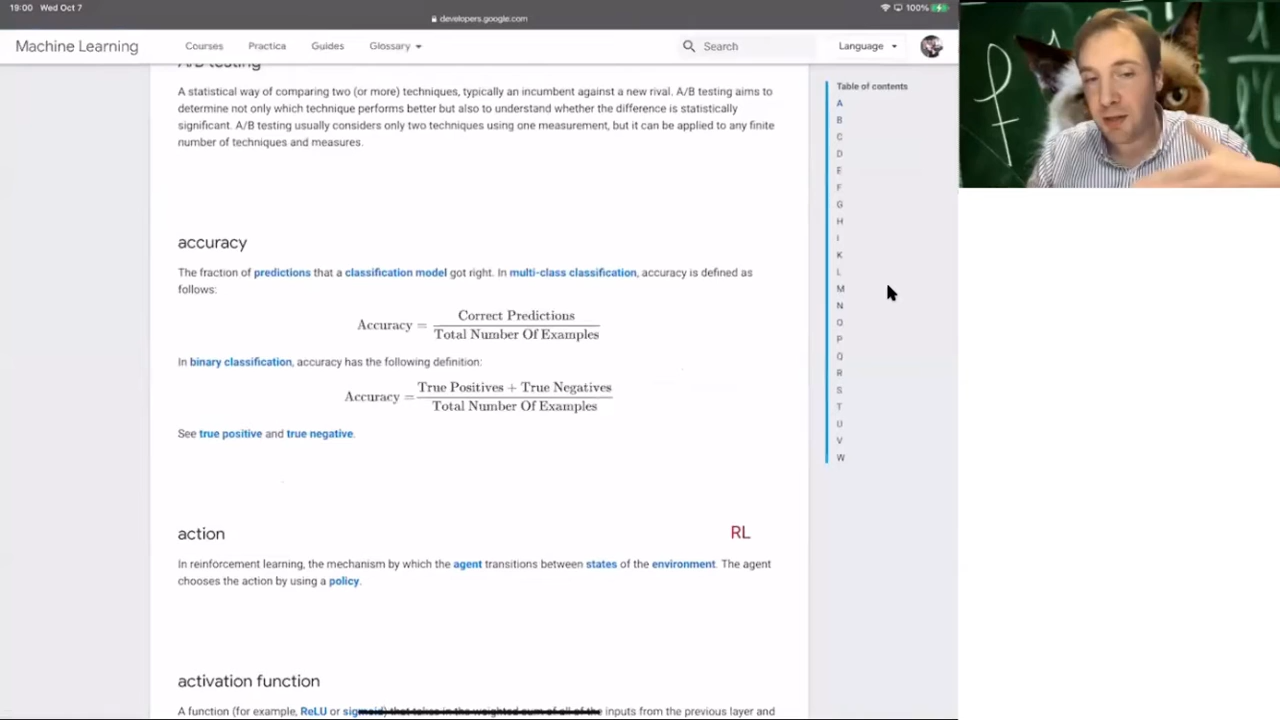 19:00 Wed Oct 7
developers.google.com
100%
Machine Learning
Courses
Practica
Guides
Glossary
Search
Language
A/B testing
A statistical way of comparing two (or more) techniques, typically an incumbent against a new rival. A/B testing aims to
determine not only which technique performs better but also to understand whether the difference is statistically
significant. A/B testing usually considers only two techniques using one measurement, but it can be applied to any finite
number of techniques and measures.
accuracy
The fraction of predictions that a classification model got right. In multi-class classification, accuracy is defined as
follows:
Accuracy = Correct Predictions / Total Number Of Examples
In binary classification, accuracy has the following definition:
Accuracy = True Positives + True Negatives / Total Number Of Examples
See true positive and true negative.
action
RL
In reinforcement learning, the mechanism by which the agent transitions between states of the environment. The agent
chooses the action by using a policy.
activation function
A function (for example, ReLU or sigmoid) that takes in the weighted sum of all of the inputs from the previous layer and
Table of contents
A
B
C
D
E
F
G
H
I
K
L
M
N
O
P
Q
R
S
T
U
V
W